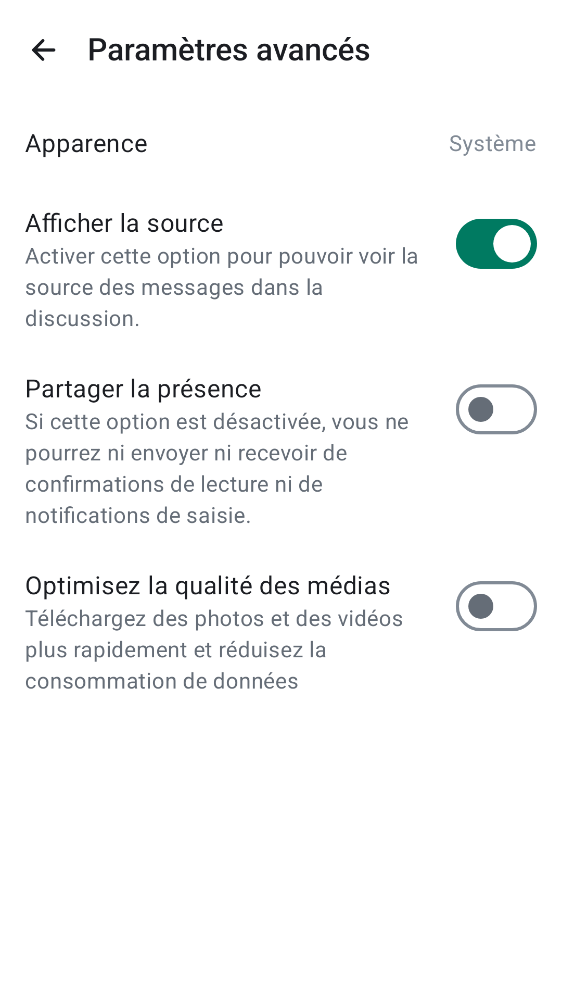 Paramètres avancés
Apparence
Système
Afficher la source
Activer cette option pour pouvoir voir la
source des messages dans la
discussion.
Partager la présence
Si cette option est désactivée, vous ne
pourrez ni envoyer ni recevoir de
confirmations de lecture ni de
notifications de saisie.
Optimisez la qualité des médias
Téléchargez des photos et des vidéos
plus rapidement et réduisez la
consommation de données